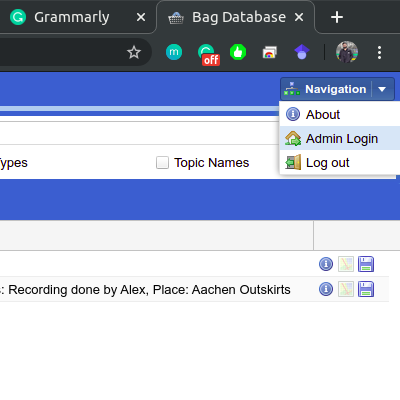 Grammarly
Bag Database
off
Navigation
About
Admin Login
Types
Topic Names
Log out
s: Recording done by Alex, Place: Aachen Outskirts